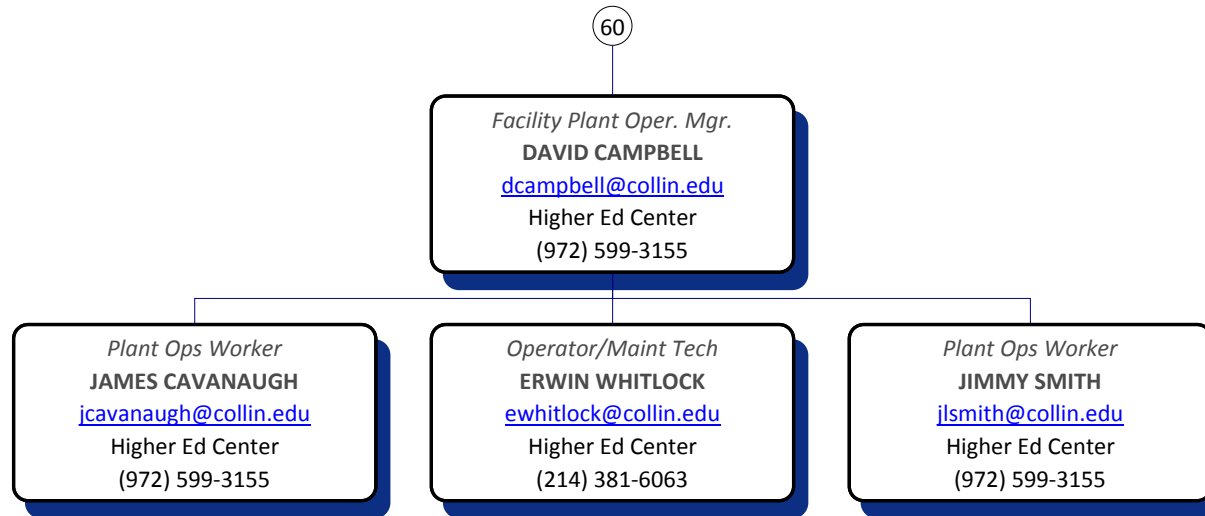 60
Facility Plant Oper. Mgr.
DAVID CAMPBELL
dcampbell@collin.edu
Higher Ed Center
(972) 599-3155
Plant Ops Worker
JAMES CAVANAUGH
jcavanaugh@collin.edu
Higher Ed Center
(972) 599-3155
Operator/Maint Tech
ERWIN WHITLOCK
ewhitlock@collin.edu
Higher Ed Center
(214) 381-6063
Plant Ops Worker
JIMMY SMITH
jlsmith@collin.edu
Higher Ed Center
(972) 599-3155